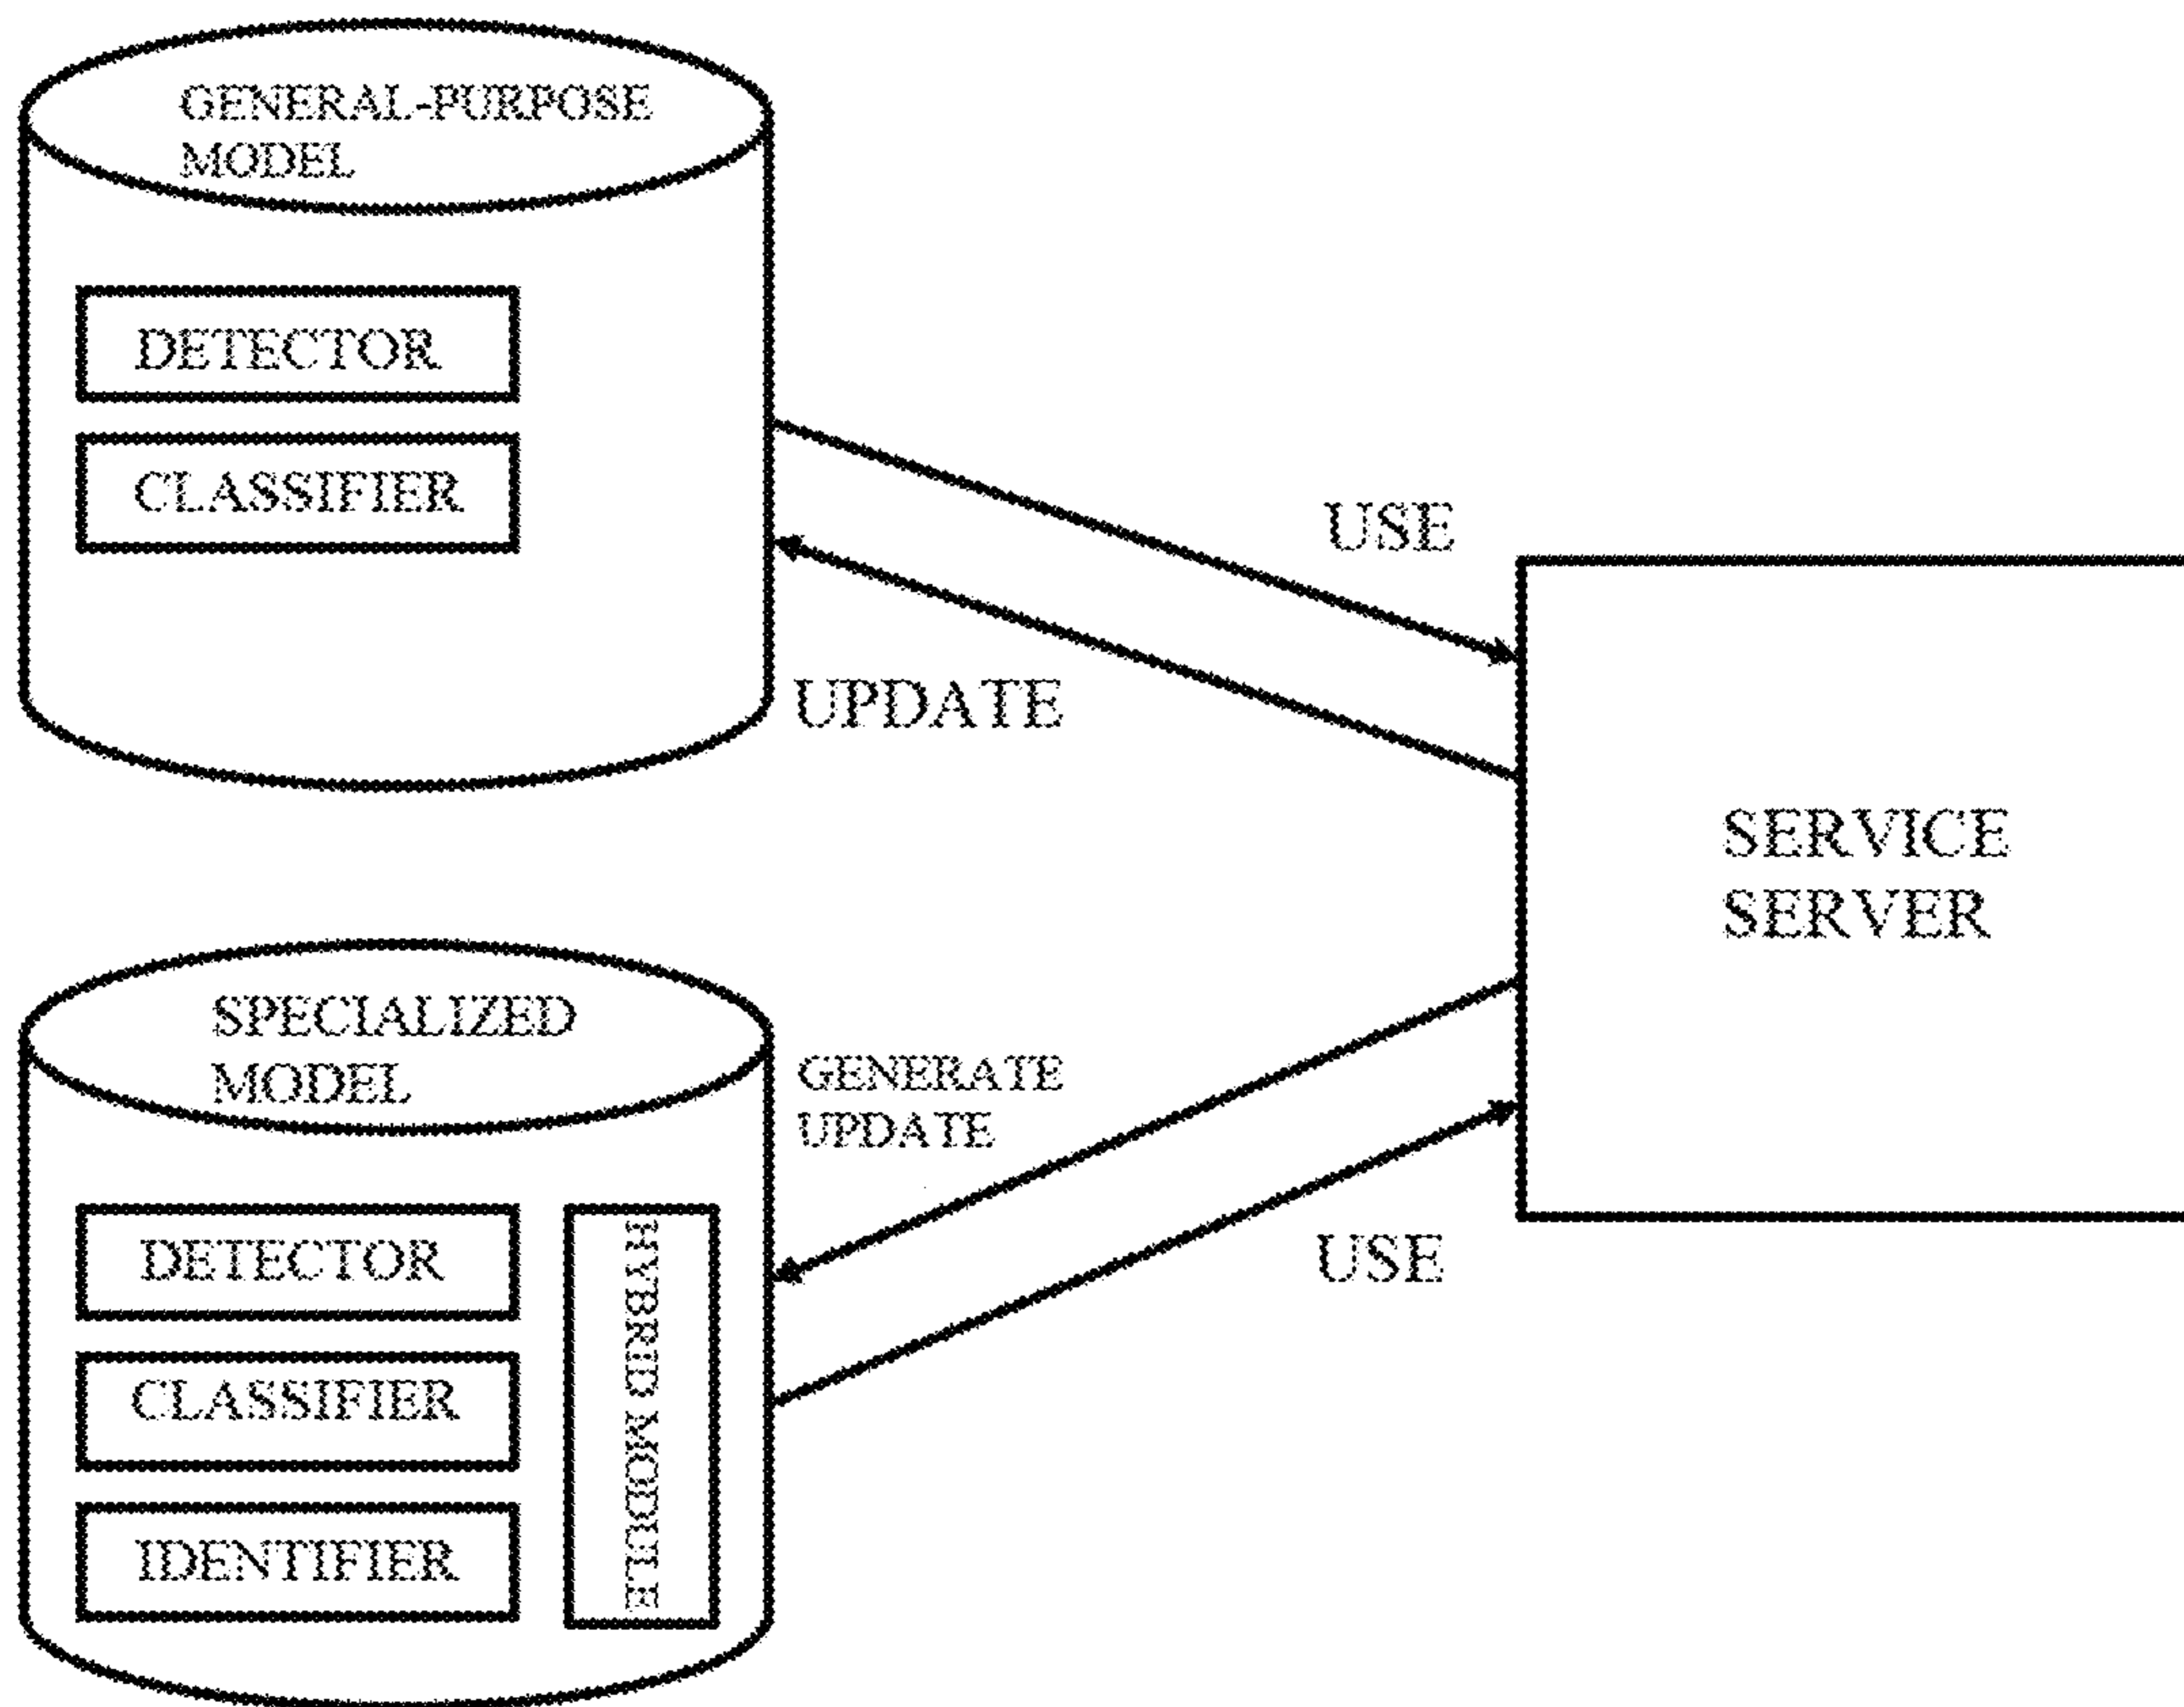 GENERAL-PURPOSE
MODEL
DETECTOR
CLASSIFIER
USE
UPDATE
SERVICE
SERVER
SPECIALIZED
MODEL
GENERATE
UPDATE
DETECTOR
CLASSIFIER
IDENTIFIER
HYBRID MODULE
USE